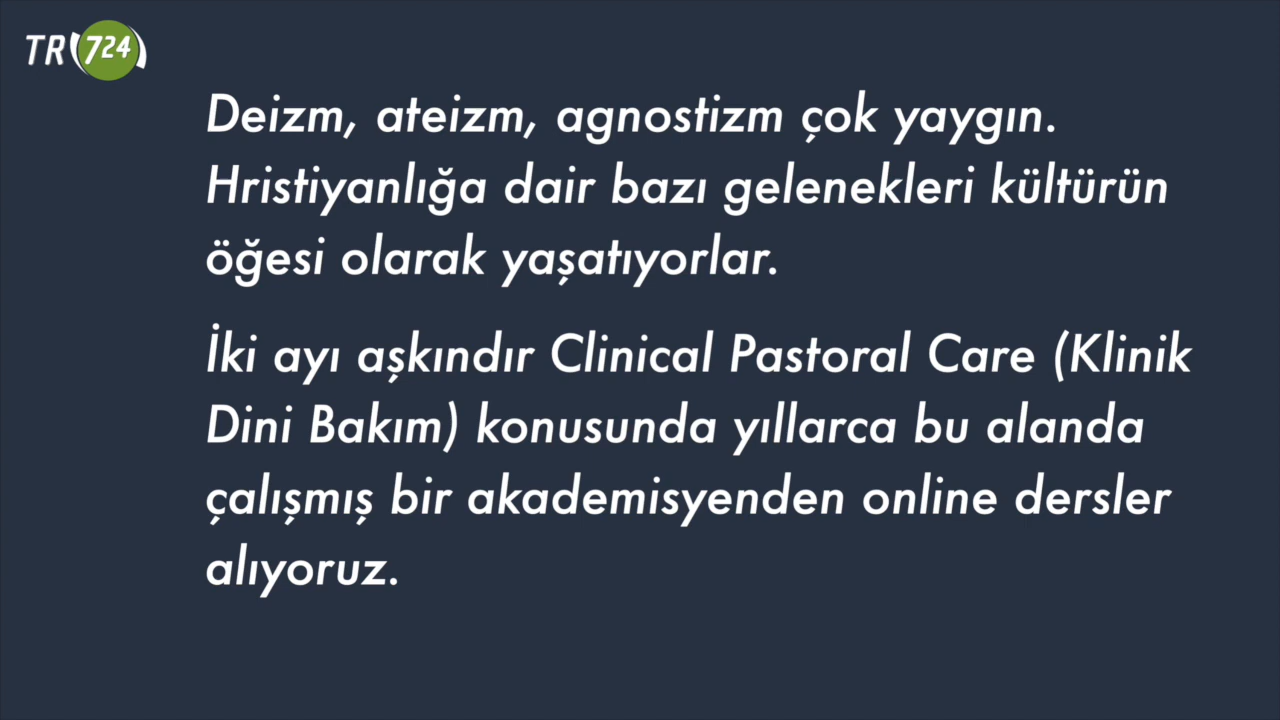 TR724
Deizm, ateizm, agnostizm çok yaygın.
Hristiyanlığa dair bazı gelenekleri kültürün
öğesi olarak yaşatıyorlar.
İki ayı aşkındır Clinical Pastoral Care (Klinik
Dini Bakım) konusunda yıllarca bu alanda
çalışmış bir akademisyenden online dersler
alıyoruz.